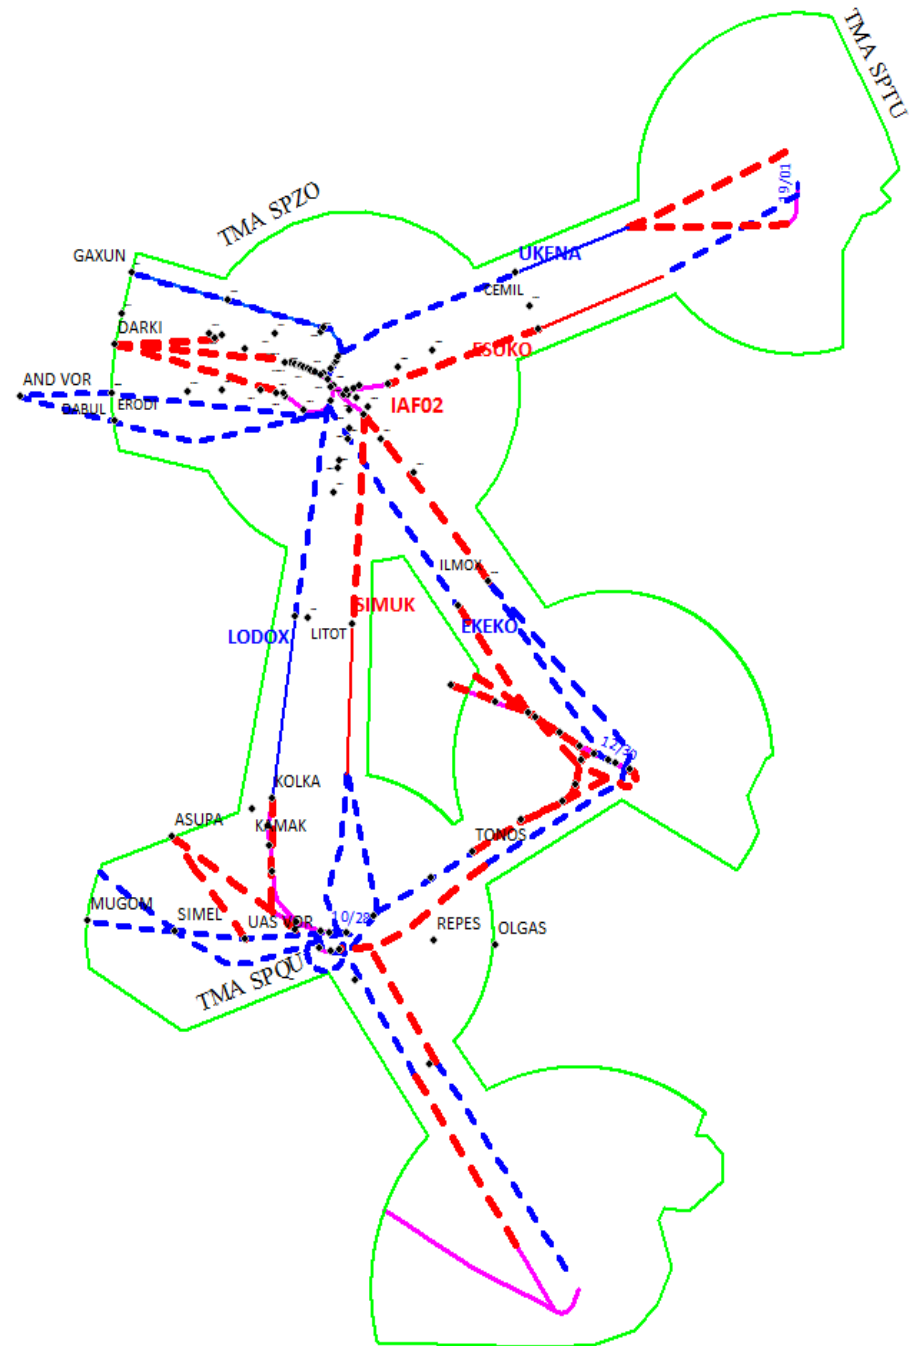 TMA SPTU
19/01
TMA SPZO
GAXUN
UKENA
CEMIL
DARKI
ESUKO
AND VOR
ERODI
IAF02
ILMOX
SIMUK
EKEKO
LODOX
LITOT
12/30
KOLKA
ASUPA
KAMAK
TONOS
MUGOM
SIMEL
UAS VOR
10/28
REPES
OLGAS
TMA SPQU